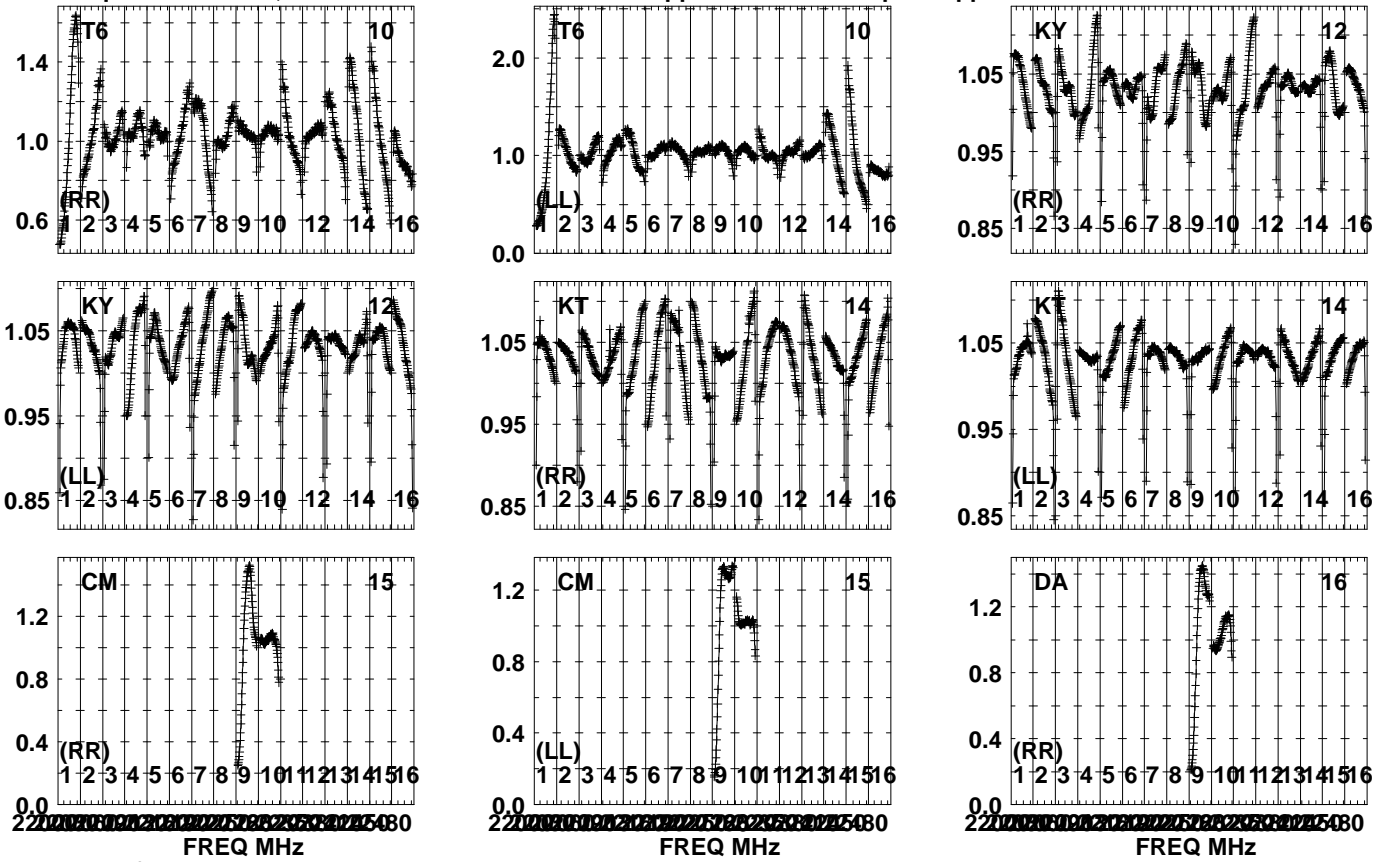 T6 10
1.4
1.0
0.6
(RR)
1 2 3 4 5 6 7 8 9 10 12 14 16
T6 10
2.0
1.0
0.0
(LL)
1 2 3 4 5 6 7 8 9 10 12 14 16
KY 12
1.05
0.95
0.85
(RR)
1 2 3 4 5 6 7 8 9 10 12 14 16
KY 12
1.05
0.95
0.85
(LL)
1 2 3 4 5 6 7 8 9 10 12 14 16
KT 14
1.05
0.95
0.85
(RR)
1 2 3 4 5 6 7 8 9 10 12 14 16
KT 14
1.05
0.95
0.85
(LL)
1 2 3 4 5 6 7 8 9 10 12 14 16
CM 15
1.2
0.8
0.4
0.0
(RR)
1 2 3 4 5 6 7 8 9 10 11 12 13 14 15 16
FREQ MHz
CM 15
1.2
0.8
0.4
0.0
(LL)
1 2 3 4 5 6 7 8 9 10 11 12 13 14 15 16
FREQ MHz
DA 16
1.2
0.8
0.4
0.0
(RR)
1 2 3 4 5 6 7 8 9 10 11 12 13 14 15 16
FREQ MHz